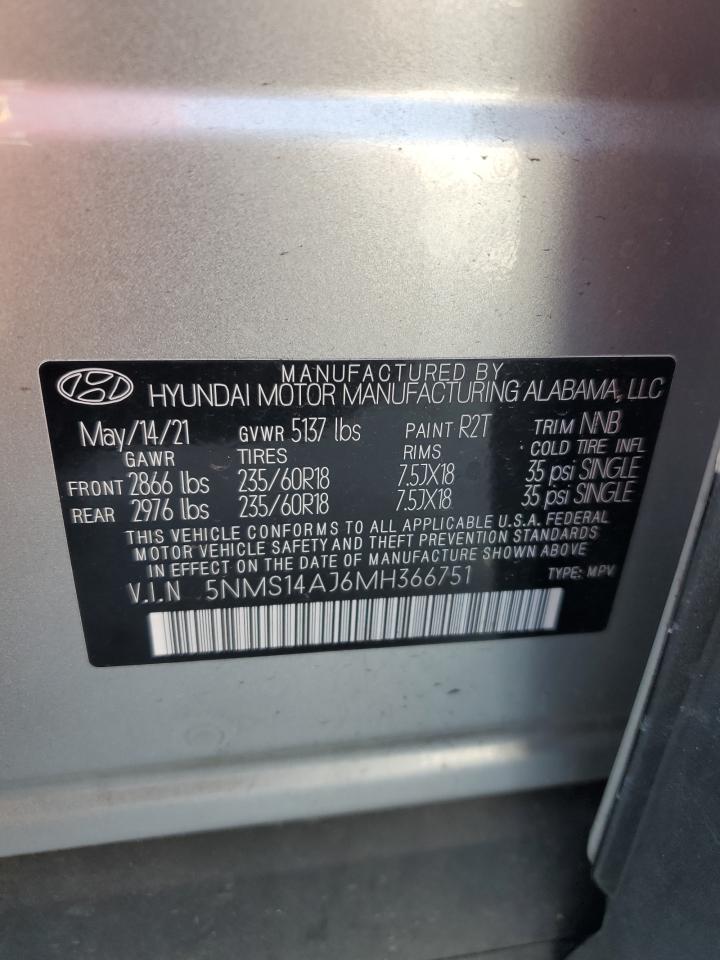 MANUFACTURED BY
HYUNDAI MOTOR MANUFACTURING ALABAMA, LLC
May/14/21 GVWR 5137 lbs PAINT R2T TRIM NNB
GAWR TIRES RIMS COLD TIRE INFL
FRONT 2866 lbs 235/60R18 7.5JX18 35 psi SINGLE
REAR 2976 lbs 235/60R18 7.5JX18 35 psi SINGLE
THIS VEHICLE CONFORMS TO ALL APPLICABLE U.S.A. FEDERAL
MOTOR VEHICLE SAFETY AND THEFT PREVENTION STANDARDS
IN EFFECT ON THE DATE OF MANUFACTURE SHOWN ABOVE
V.I.N 5NMS14AJ6MH366751 TYPE: MPV